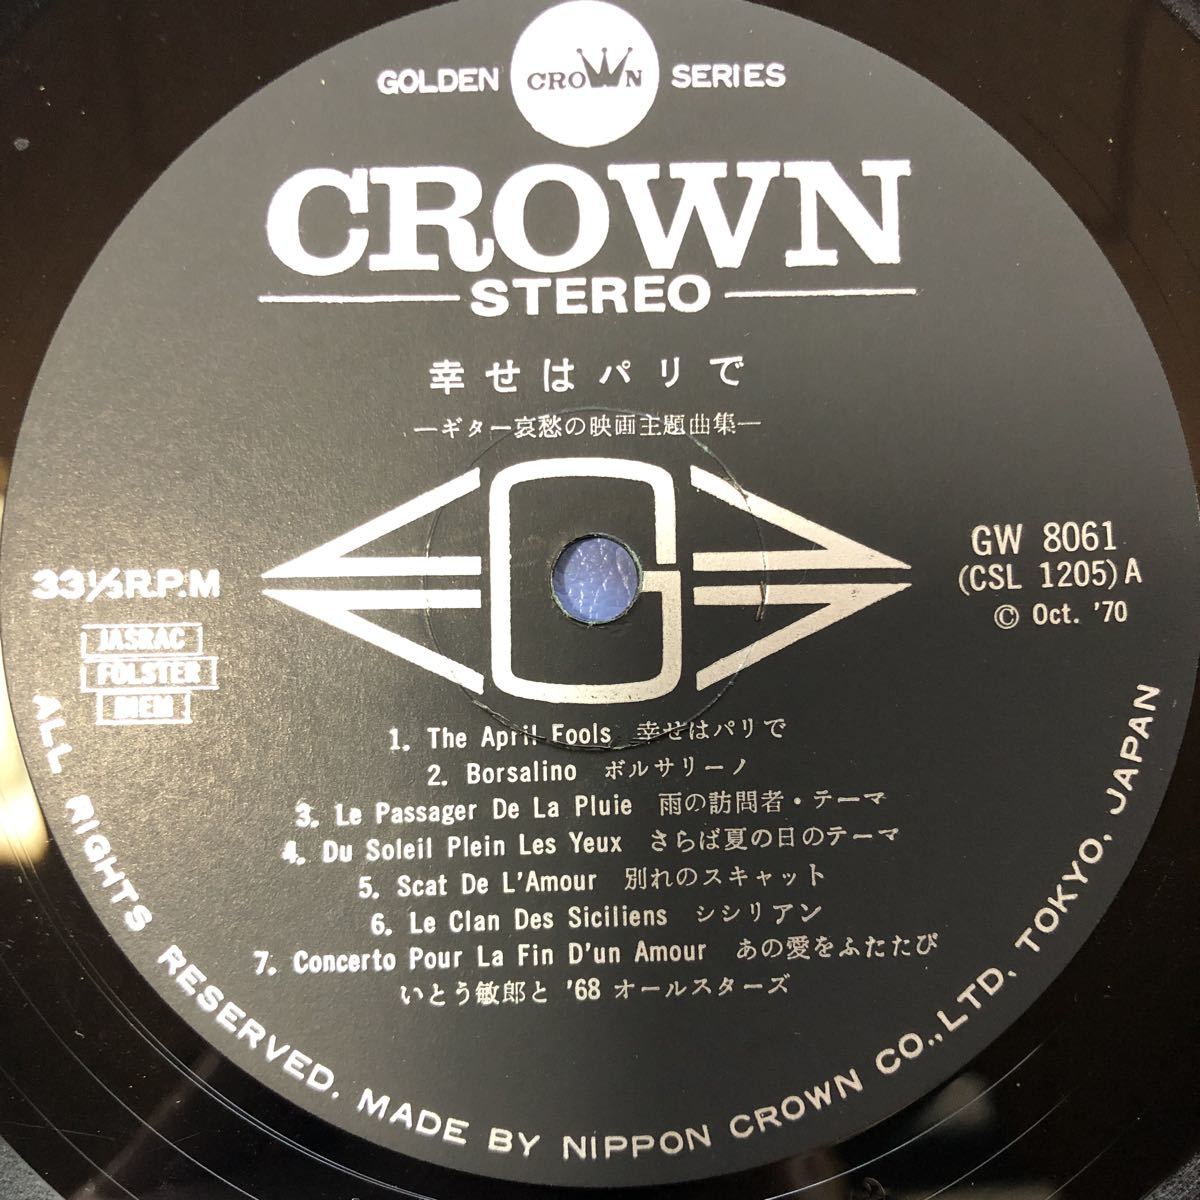 GOLDEN CROWN SERIES
CROWN
STEREO
幸せはパリで
―ギター哀愁の映画主題曲集―
G
GW 8061
(CSL 1205) A
© Oct. '70
33⅓R.P.M
JASRAC
FOLSTER
BIEM
1. The April Fools 幸せはパリで
2. Borsalino ボルサリーノ
3. Le Passager De La Pluie 雨の訪問者・テーマ
4. Du Soleil Plein Les Yeux さらば夏の日のテーマ
5. Scat De L'Amour 別れのスキャット
6. Le Clan Des Siciliens シシリアン
7. Concerto Pour La Fin D'un Amour あの愛をふたたび
いとう敏郎と '68 オールスターズ
ALL RIGHTS RESERVED. MADE BY NIPPON CROWN CO., LTD. TOKYO, JAPAN